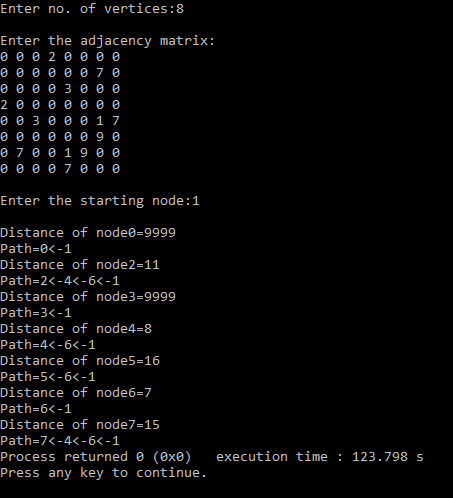 Enter no. of vertices:8
Enter the adjacency matrix:
0 0 0 2 0 0 0 0
0 0 0 0 0 0 7 0
0 0 0 0 3 0 0 0
2 0 0 0 0 0 0 0
0 0 3 0 0 0 1 7
0 0 0 0 0 0 9 0
0 7 0 0 1 9 0 0
0 0 0 0 7 0 0 0
Enter the starting node:1
Distance of node0=9999
Path=0<-1
Distance of node2=11
Path=2<-4<-6<-1
Distance of node3=9999
Path=3<-1
Distance of node4=8
Path=4<-6<-1
Distance of node5=16
Path=5<-6<-1
Distance of node6=7
Path=6<-1
Distance of node7=15
Path=7<-4<-6<-1
Process returned 0 (0x0)   execution time : 123.798 s
Press any key to continue.